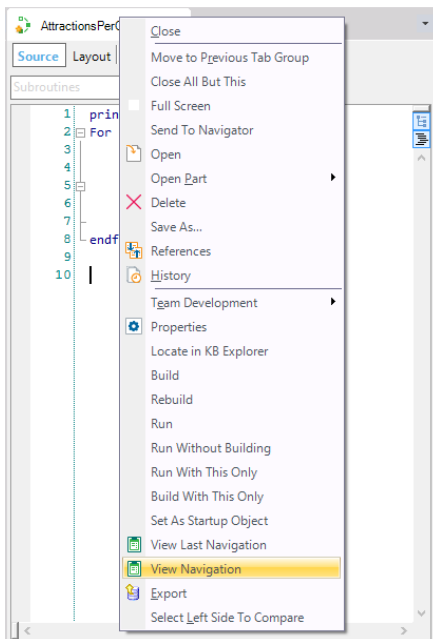 AttractionsPer
Close
Source Layout
Move to Previous Tab Group
Subroutines
Close All But This
Full Screen
1 prin
2 For
Send To Navigator
3
Open
4
Open Part
5
6
Delete
7
Save As...
8 endf
References
9
10
History
Team Development
Properties
Locate in KB Explorer
Build
Rebuild
Run
Run Without Building
Run With This Only
Build With This Only
Set As Startup Object
View Last Navigation
View Navigation
Export
Select Left Side To Compare